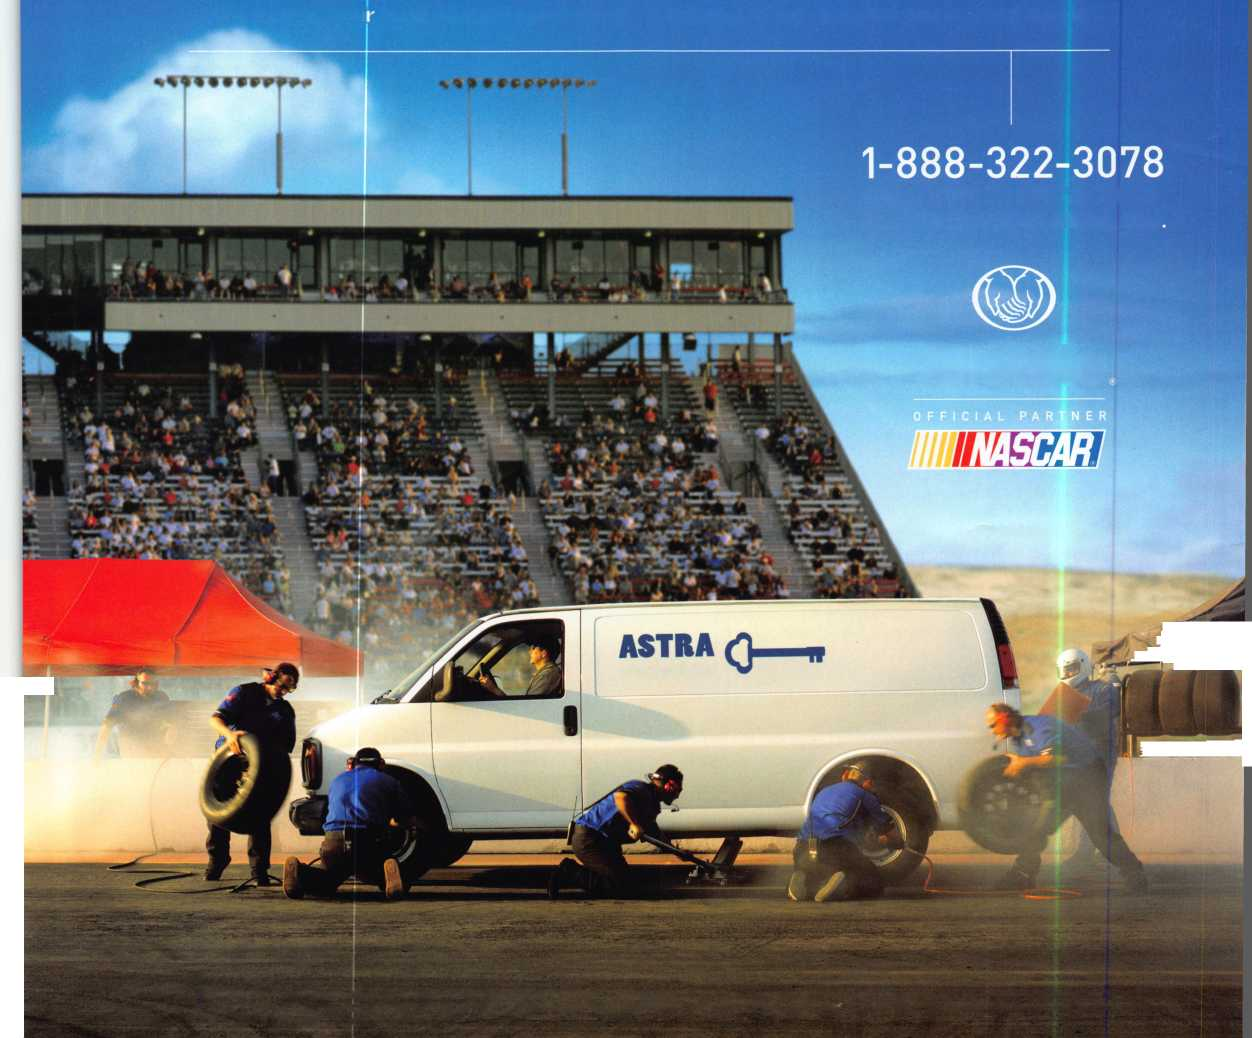 r
1-888-322-3078
®
OFFICIAL PARTNER
NASCAR
ASTRA